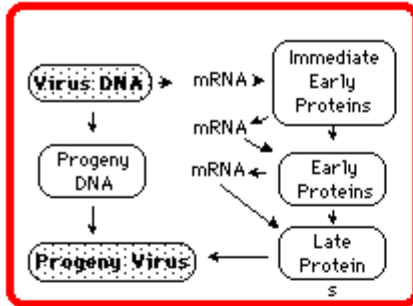 Virus DNA
mRNA
Immediate
Early
Proteins
mRNA
Progeny
DNA
mRNA
Early
Proteins
Progeny Virus
Late
Protein
s